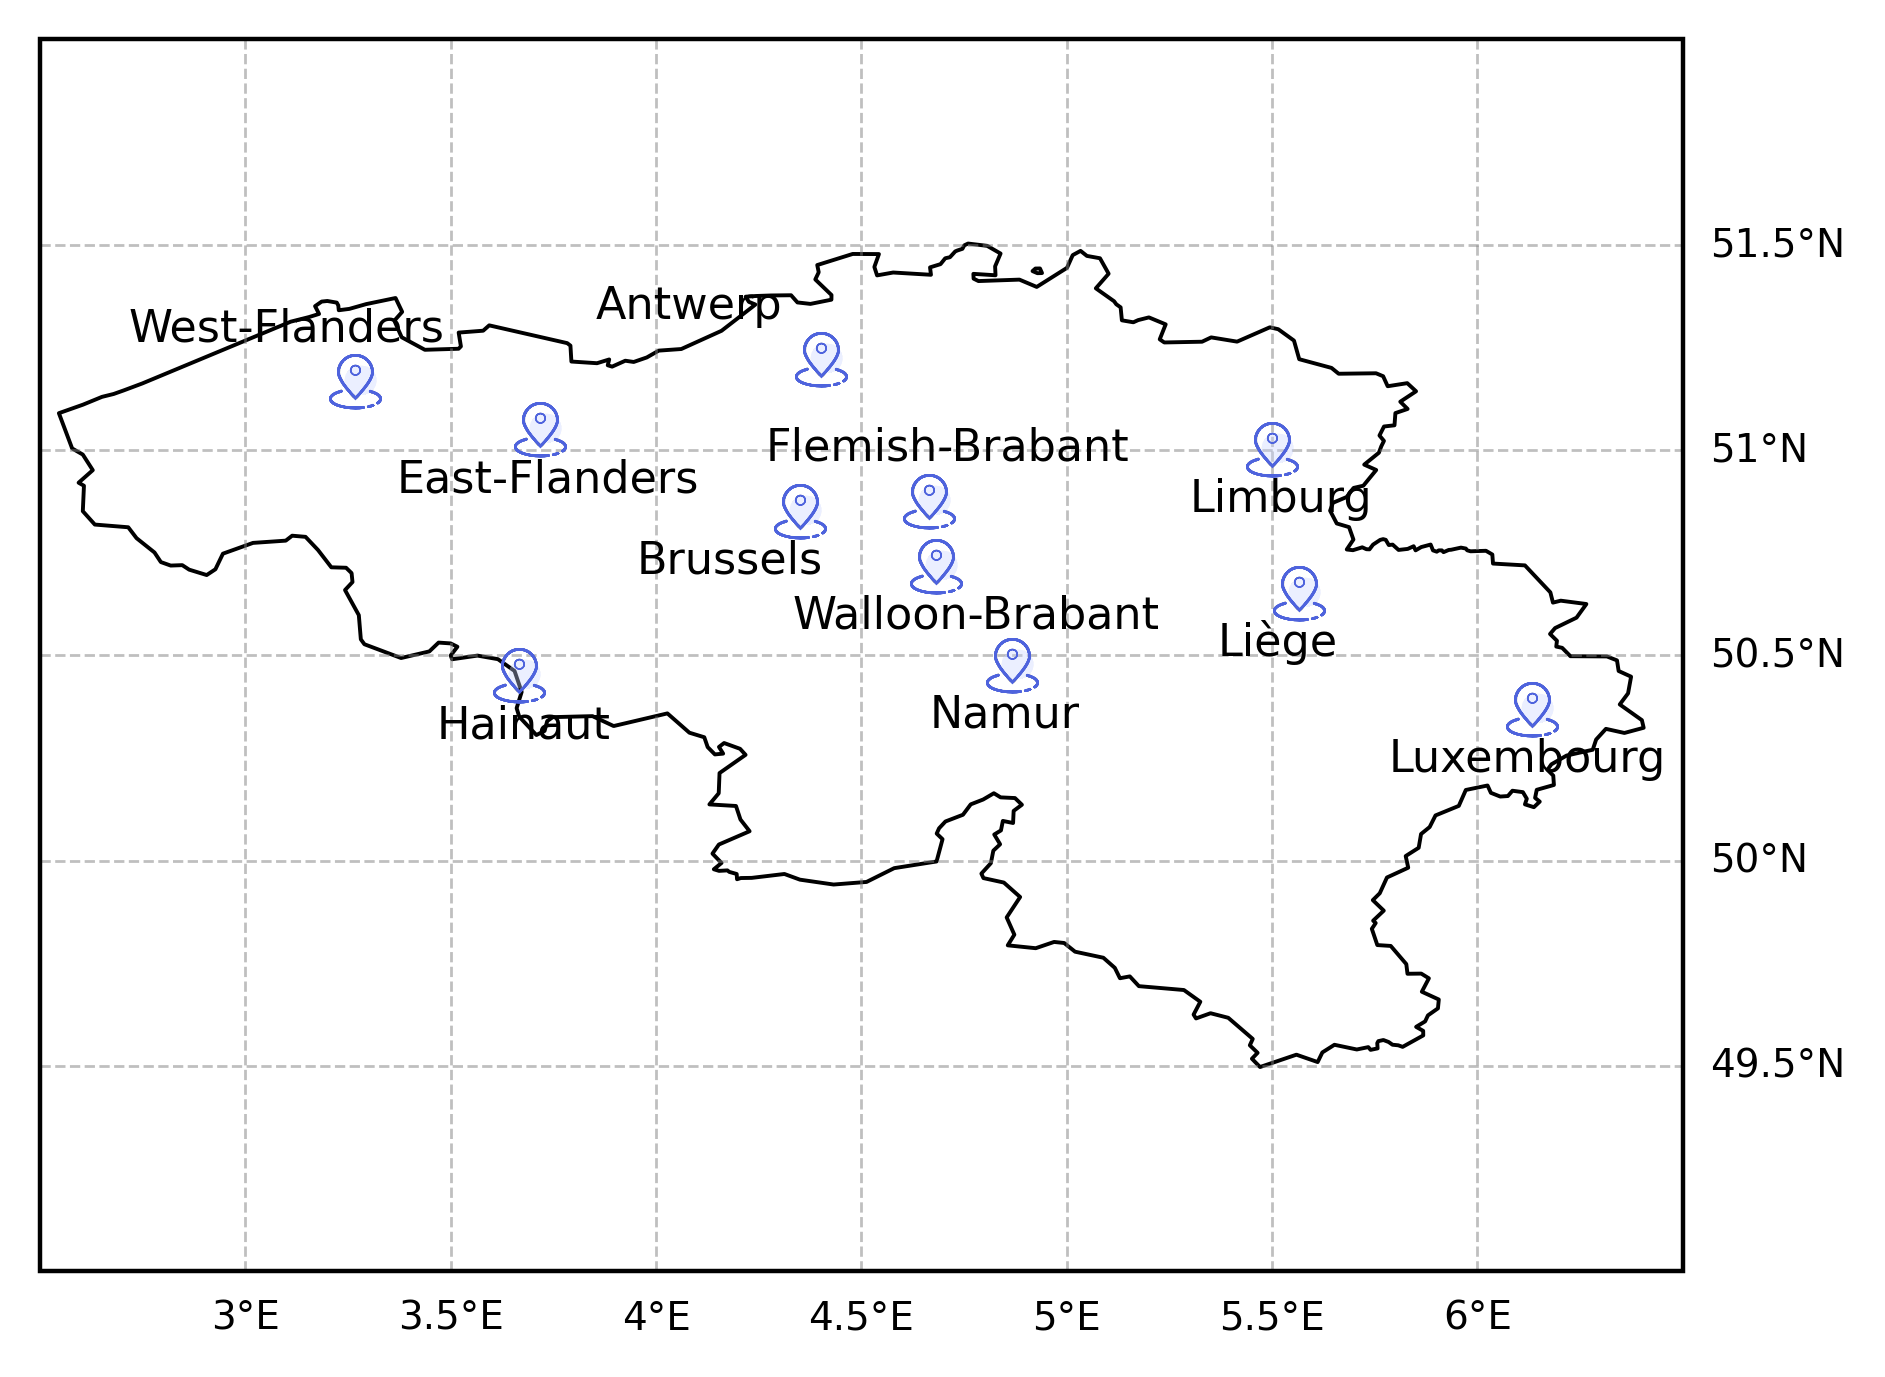 51.5°N
Antwerp
West-Flanders
Flemish-Brabant
51°N
East-Flanders
Limburg
Brussels
Walloon-Brabant
Liège
50.5°N
Namur
Hainaut
Luxembourg
50°N
49.5°N
3°E
3.5°E
4°E
4.5°E
5°E
5.5°E
6°E